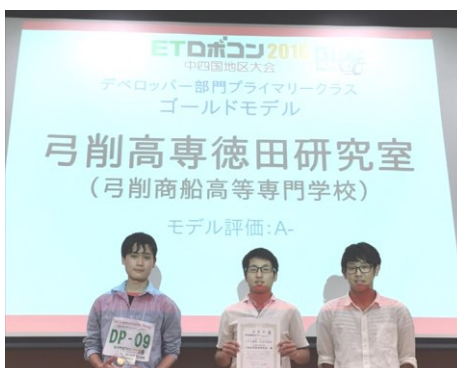 ETロボコン2016
中四国地区大会
デベロッパー部門プライマリークラス
ゴールドモデル
弓削高専徳田研究室
(弓削商船高等専門学校)
モデル評価:A-
DP-09